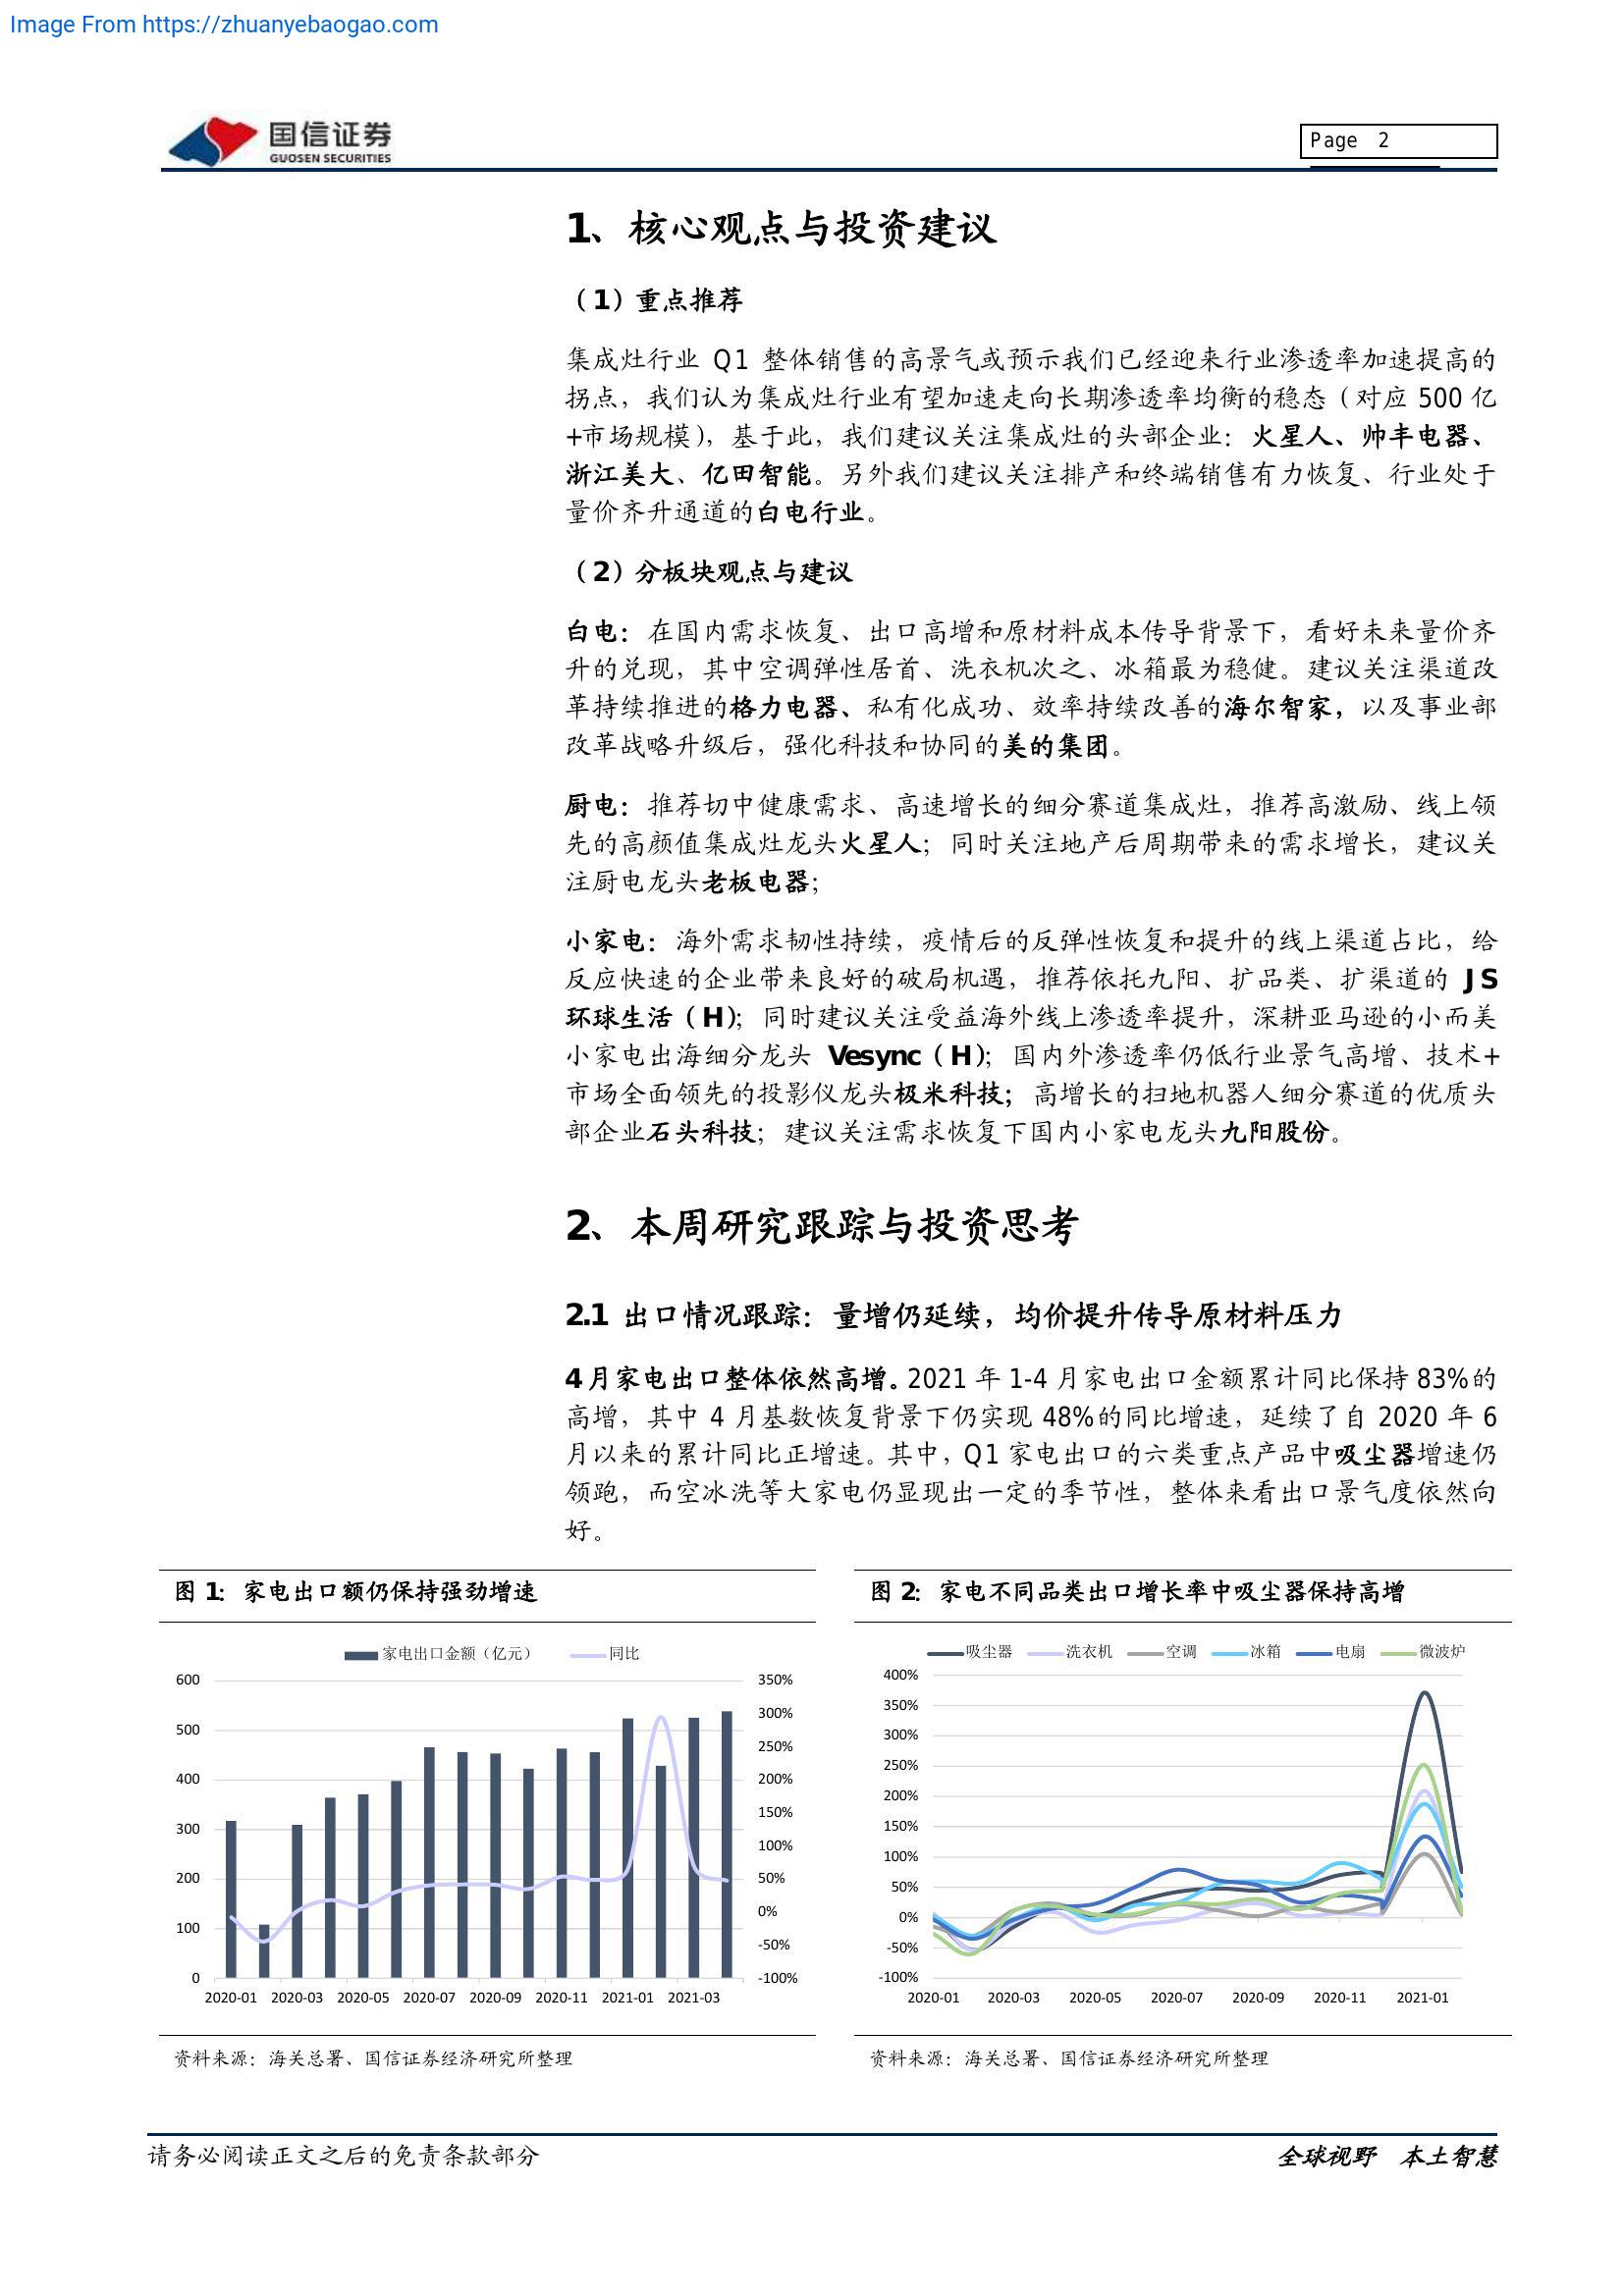 Image From https://zhuanyebaogao.com
国信证券
GUOSEN SECURITIES
Page 2
1、核心观点与投资建议
（1）重点推荐
集成灶行业 Q1 整体销售的高景气或预示我们已经迎来行业渗透率加速提高的
拐点，我们认为集成灶行业有望加速走向长期渗透率均衡的稳态（对应 500 亿
+市场规模），基于此，我们建议关注集成灶的头部企业：火星人、帅丰电器、
浙江美大、亿田智能。另外我们建议关注排产和终端销售有力恢复、行业处于
量价齐升通道的白电行业。
（2）分板块观点与建议
白电：在国内需求恢复、出口高增和原材料成本传导背景下，看好未来量价齐
升的兑现，其中空调弹性居首、洗衣机次之、冰箱最为稳健。建议关注渠道改
革持续推进的格力电器、私有化成功、效率持续改善的海尔智家，以及事业部
改革战略升级后，强化科技和协同的美的集团。
厨电：推荐切中健康需求、高速增长的细分赛道集成灶，推荐高激励、线上领
先的高颜值集成灶龙头火星人；同时关注地产后周期带来的需求增长，建议关
注厨电龙头老板电器；
小家电：海外需求韧性持续，疫情后的反弹性恢复和提升的线上渠道占比，给
反应快速的企业带来良好的破局机遇，推荐依托九阳、扩品类、扩渠道的 JS
环球生活（H）；同时建议关注受益海外线上渗透率提升，深耕亚马逊的小而美
小家电出海细分龙头 Vesync（H）；国内外渗透率仍低行业景气高增、技术+
市场全面领先的投影仪龙头极米科技；高增长的扫地机器人细分赛道的优质头
部企业石头科技；建议关注需求恢复下国内小家电龙头九阳股份。
2、本周研究跟踪与投资思考
2.1 出口情况跟踪：量增仍延续，均价提升传导原材料压力
4月家电出口整体依然高增。2021 年 1-4 月家电出口金额累计同比保持 83%的
高增，其中 4 月基数恢复背景下仍实现 48%的同比增速，延续了自 2020 年 6
月以来的累计同比正增速。其中，Q1 家电出口的六类重点产品中吸尘器增速仍
领跑，而空冰洗等大家电仍显现出一定的季节性，整体来看出口景气度依然向
好。
图 1：家电出口额仍保持强劲增速
家电出口金额（亿元） 同比
600 350%
300%
500
250%
400 200%
150%
300
100%
200 50%
0%
100
-50%
0 -100%
2020-01 2020-03 2020-05 2020-07 2020-09 2020-11 2021-01 2021-03
资料来源：海关总署、国信证券经济研究所整理
图 2：家电不同品类出口增长率中吸尘器保持高增
吸尘器 洗衣机 空调 冰箱 电扇 微波炉
400%
350%
300%
250%
200%
150%
100%
50%
0%
-50%
-100%
2020-01 2020-03 2020-05 2020-07 2020-09 2020-11 2021-01
资料来源：海关总署、国信证券经济研究所整理
请务必阅读正文之后的免责条款部分
全球视野 本土智慧